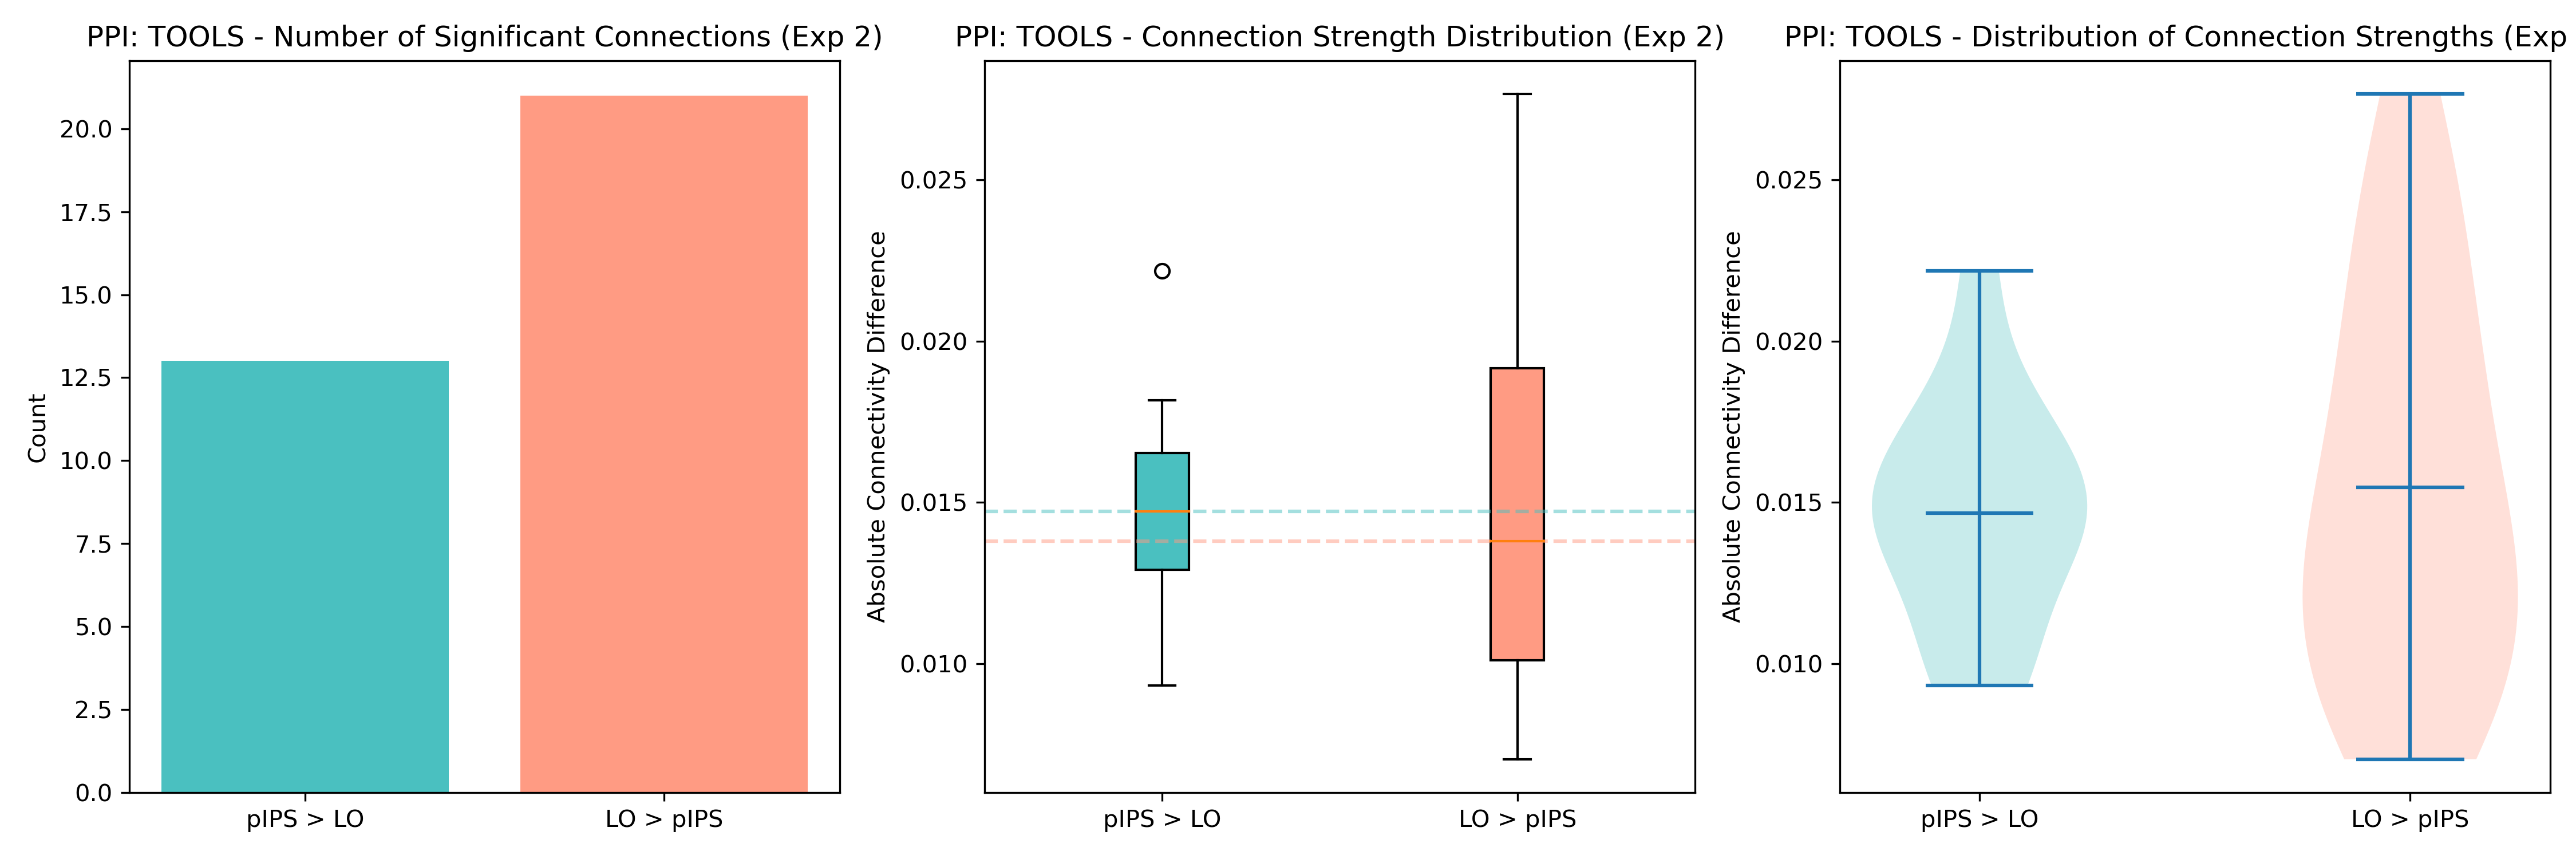 PPI: TOOLS - Number of Significant Connections (Exp 2)
Count
20.0
17.5
15.0
12.5
10.0
7.5
5.0
2.5
0.0
pIPS > LO
LO > pIPS
PPI: TOOLS - Connection Strength Distribution (Exp 2)
Absolute Connectivity Difference
0.025
0.020
0.015
0.010
pIPS > LO
LO > pIPS
PPI: TOOLS - Distribution of Connection Strengths (Exp
Absolute Connectivity Difference
0.025
0.020
0.015
0.010
pIPS > LO
LO > pIPS